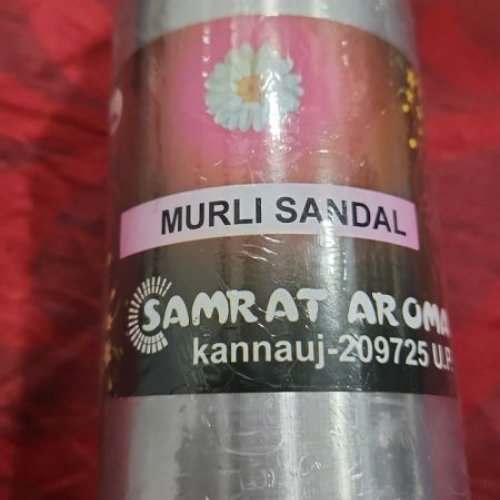 MURLI SANDAL
SAMRAT AROMA
kannauj-209725 U.P.